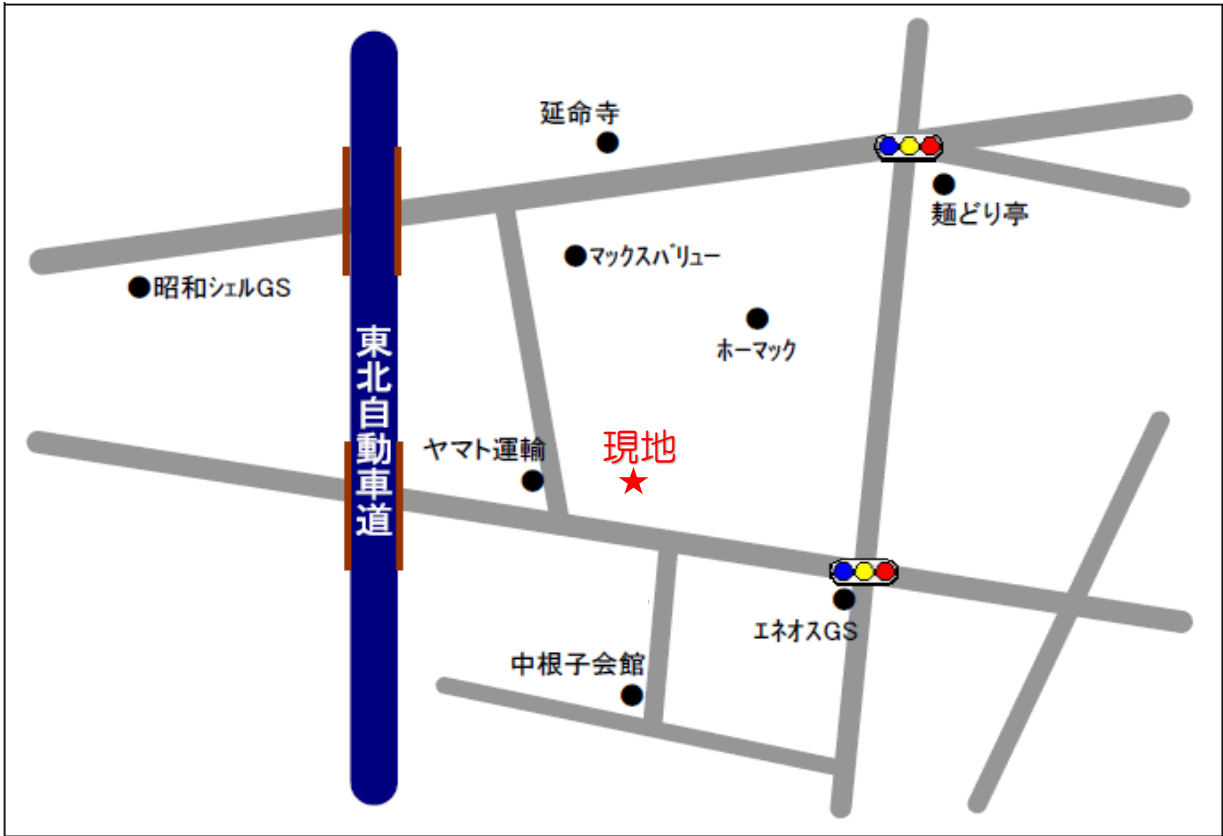 延命寺
麺どり亭
マックスバリュー
昭和シェルGS
ホーマック
東北自動車道
ヤマト運輸
現地
エネオスGS
中根子会館